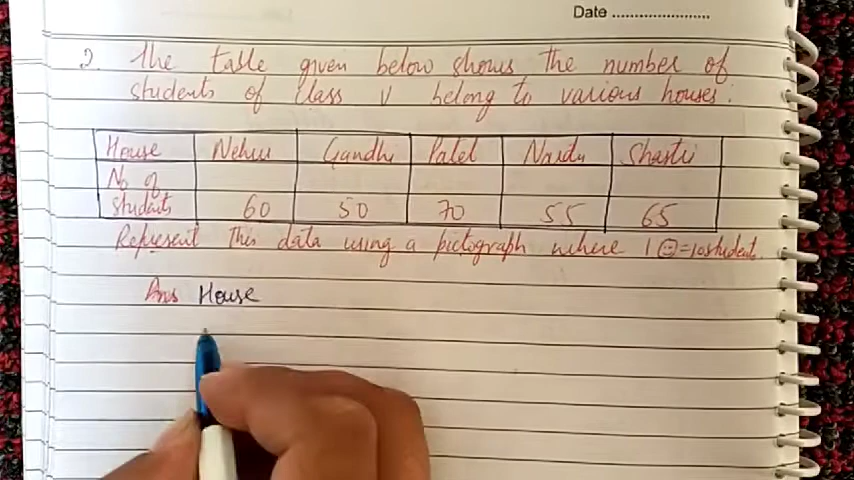 Date ........................
2. The table given below shows the number of
students of Class V belong to various houses:
House Nehru Gandhi Patel Naidu Shastri
No of
Students 60 50 70 55 65
Represent this data using a pictograph where 1 ☺=10student.
Ans House